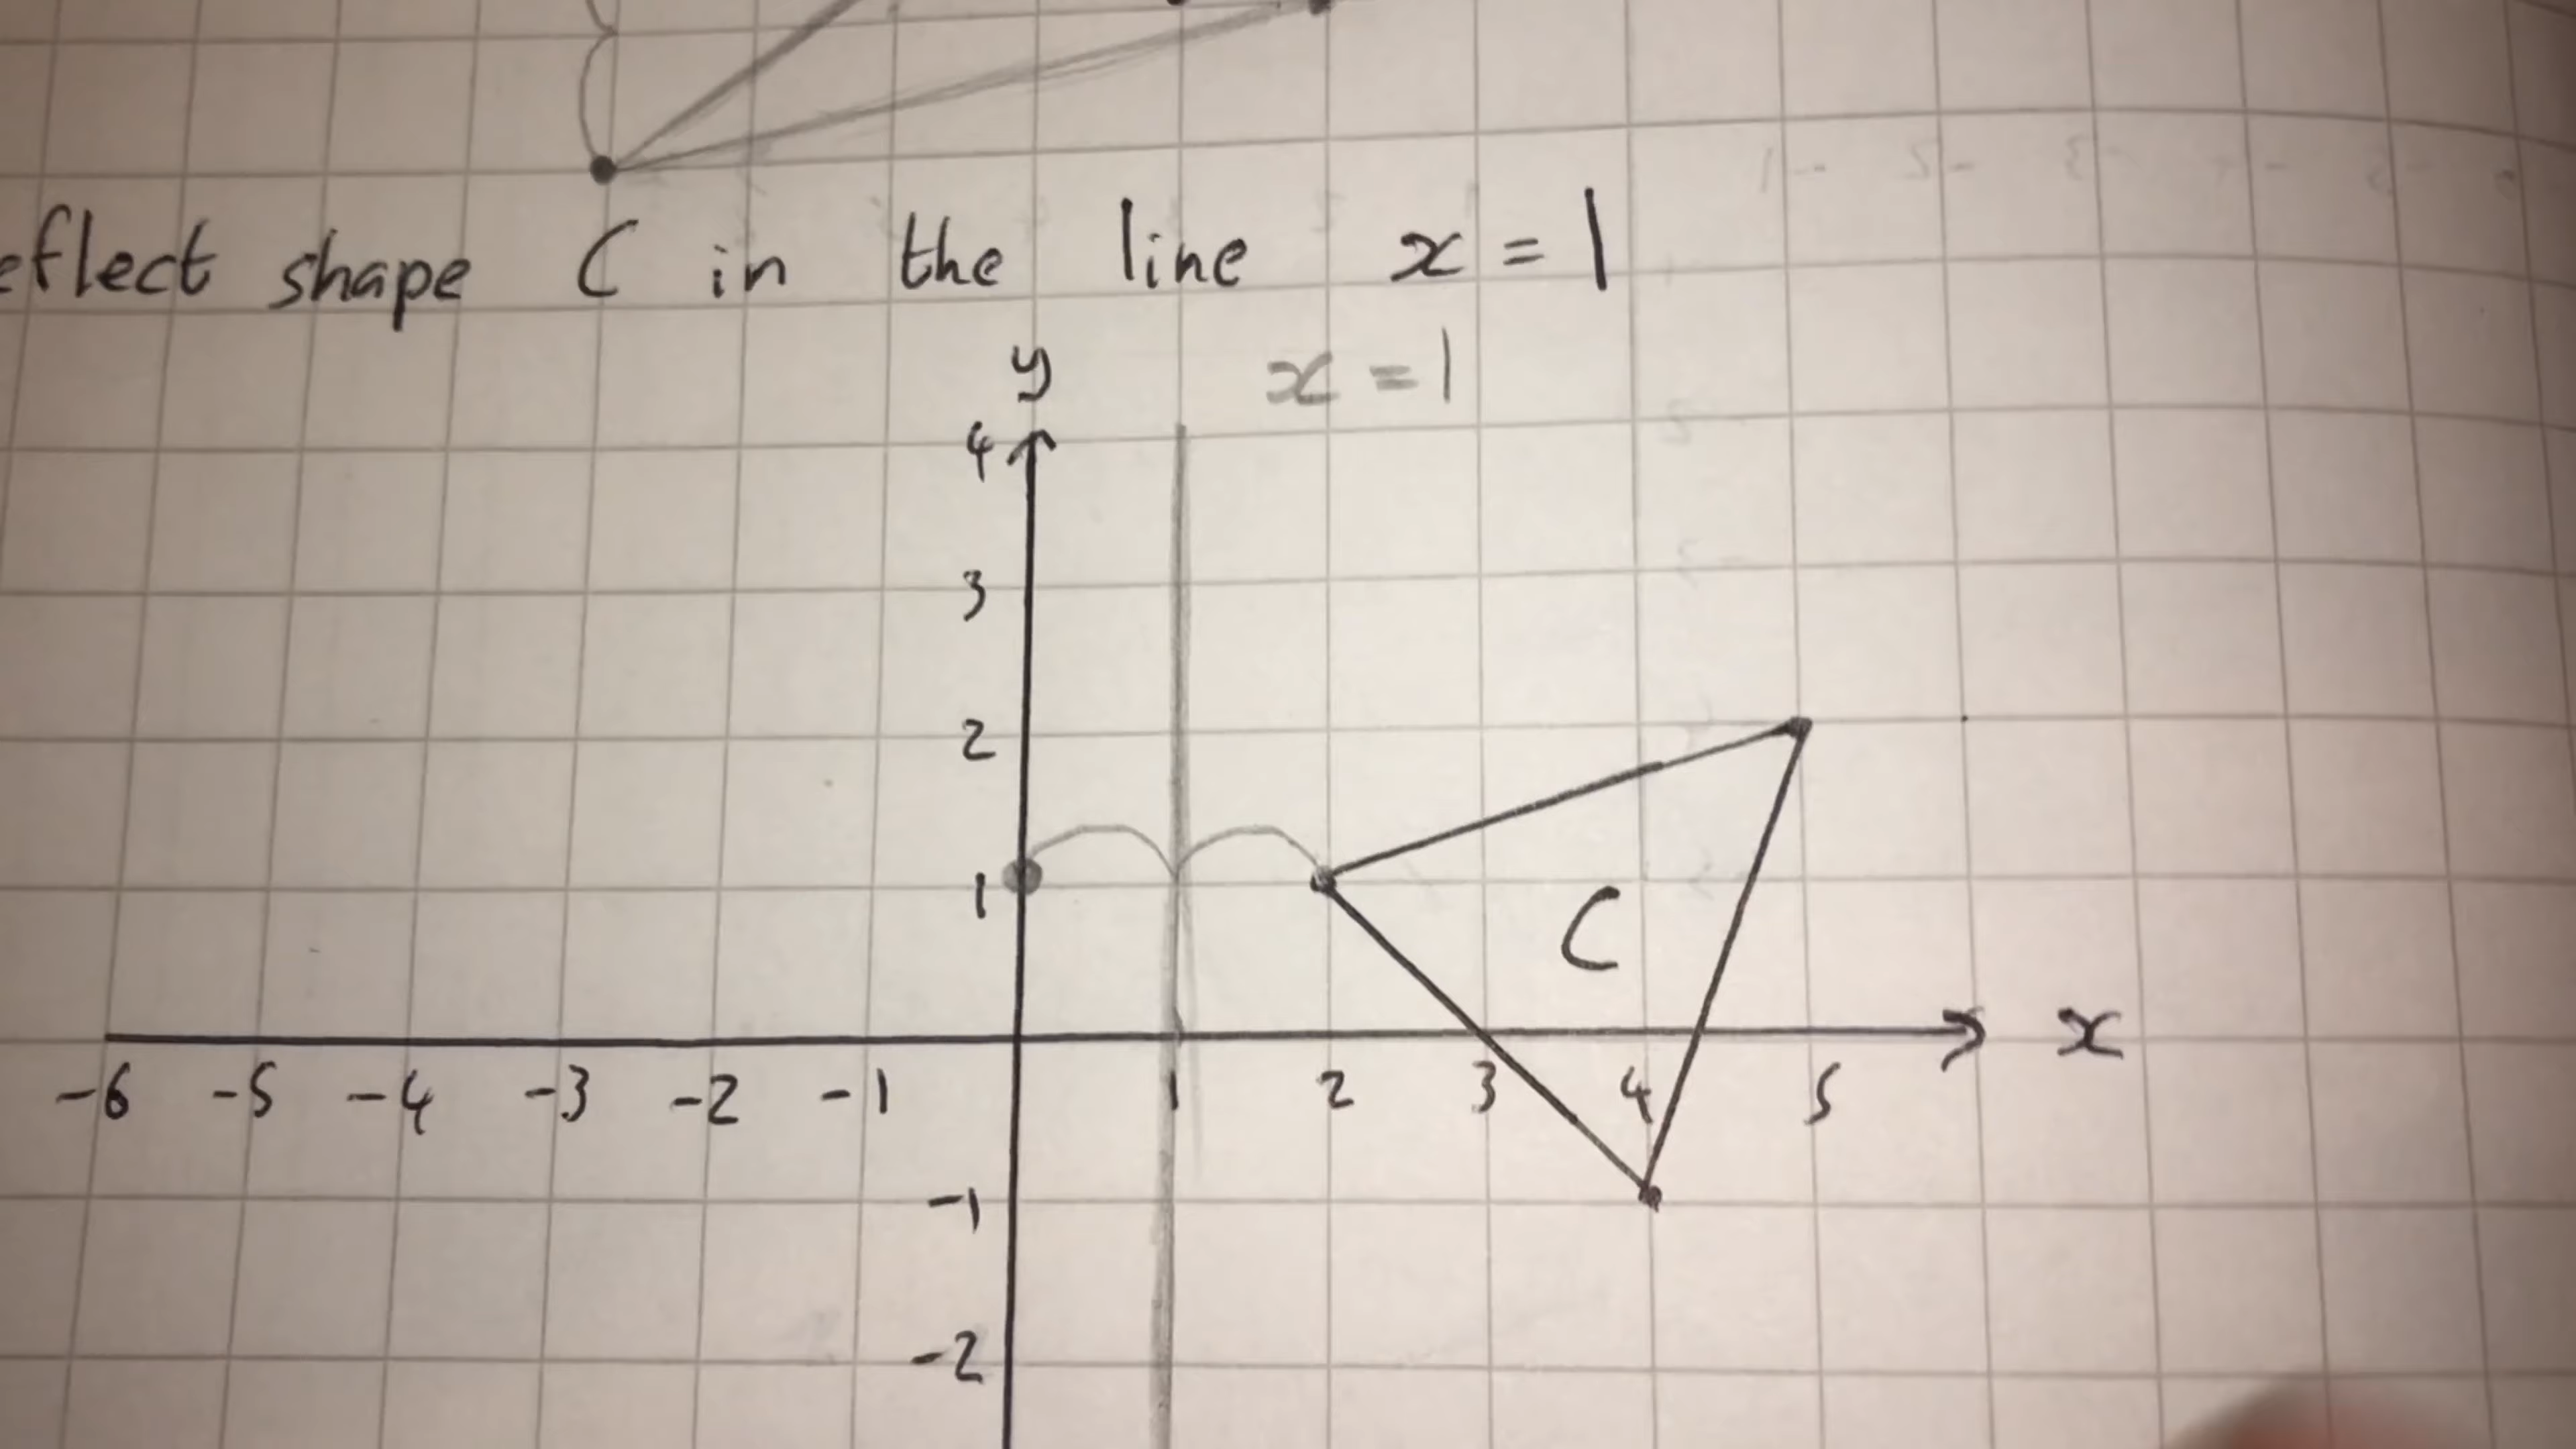 eflect shape C in the line x = 1
y
x = 1
4
3
2
1
C
x
-6 -5 -4 -3 -2 -1 1 2 3 4 5
-1
-2